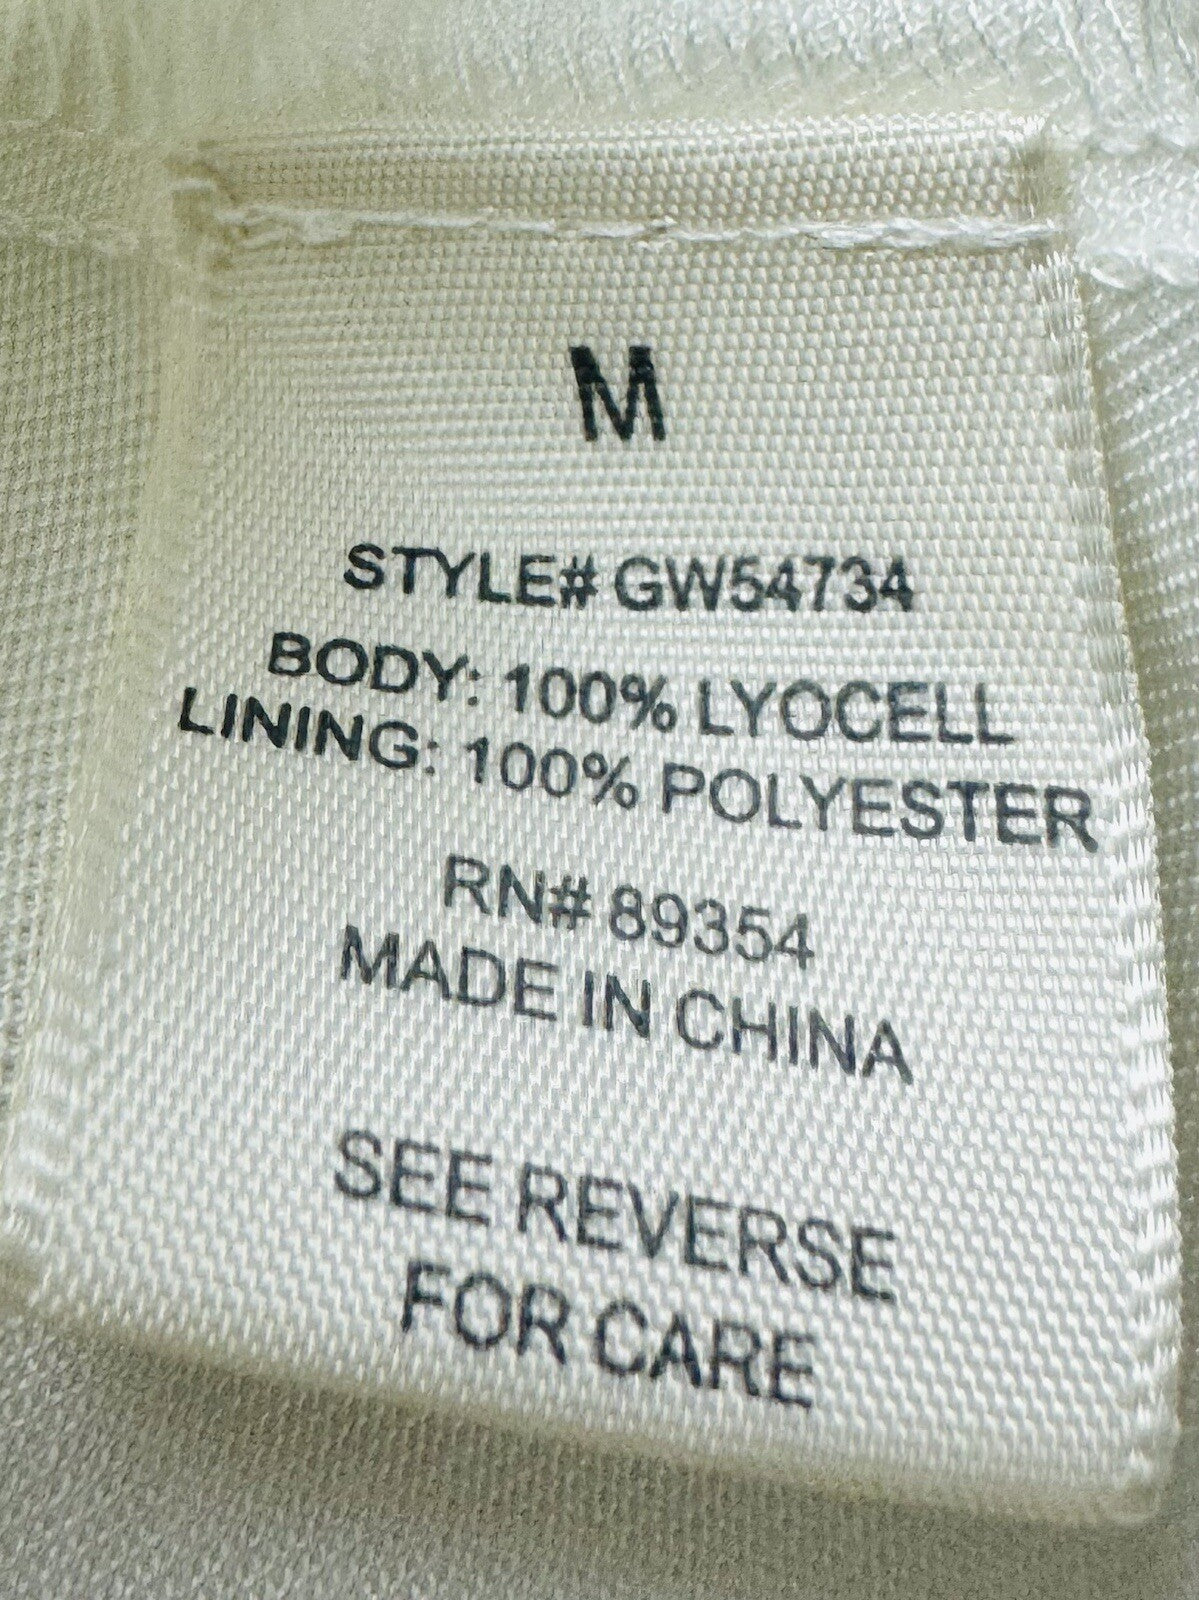 M
STYLE# GW54734
BODY: 100% LYOCELL
LINING: 100% POLYESTER
RN# 89354
MADE IN CHINA
SEE REVERSE
FOR CARE